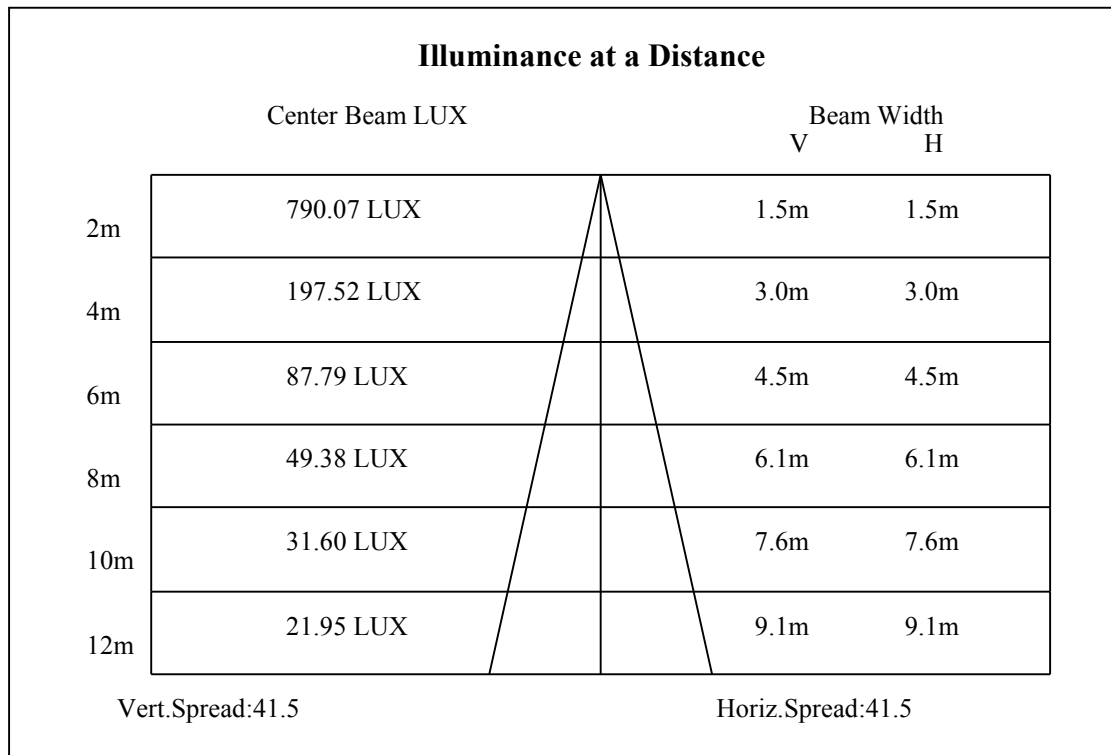 Illuminance at a Distance
Center Beam LUX Beam Width
V H
790.07 LUX 1.5m 1.5m
2m
197.52 LUX 3.0m 3.0m
4m
87.79 LUX 4.5m 4.5m
6m
49.38 LUX 6.1m 6.1m
8m
31.60 LUX 7.6m 7.6m
10m
21.95 LUX 9.1m 9.1m
12m
Vert.Spread:41.5 Horiz.Spread:41.5